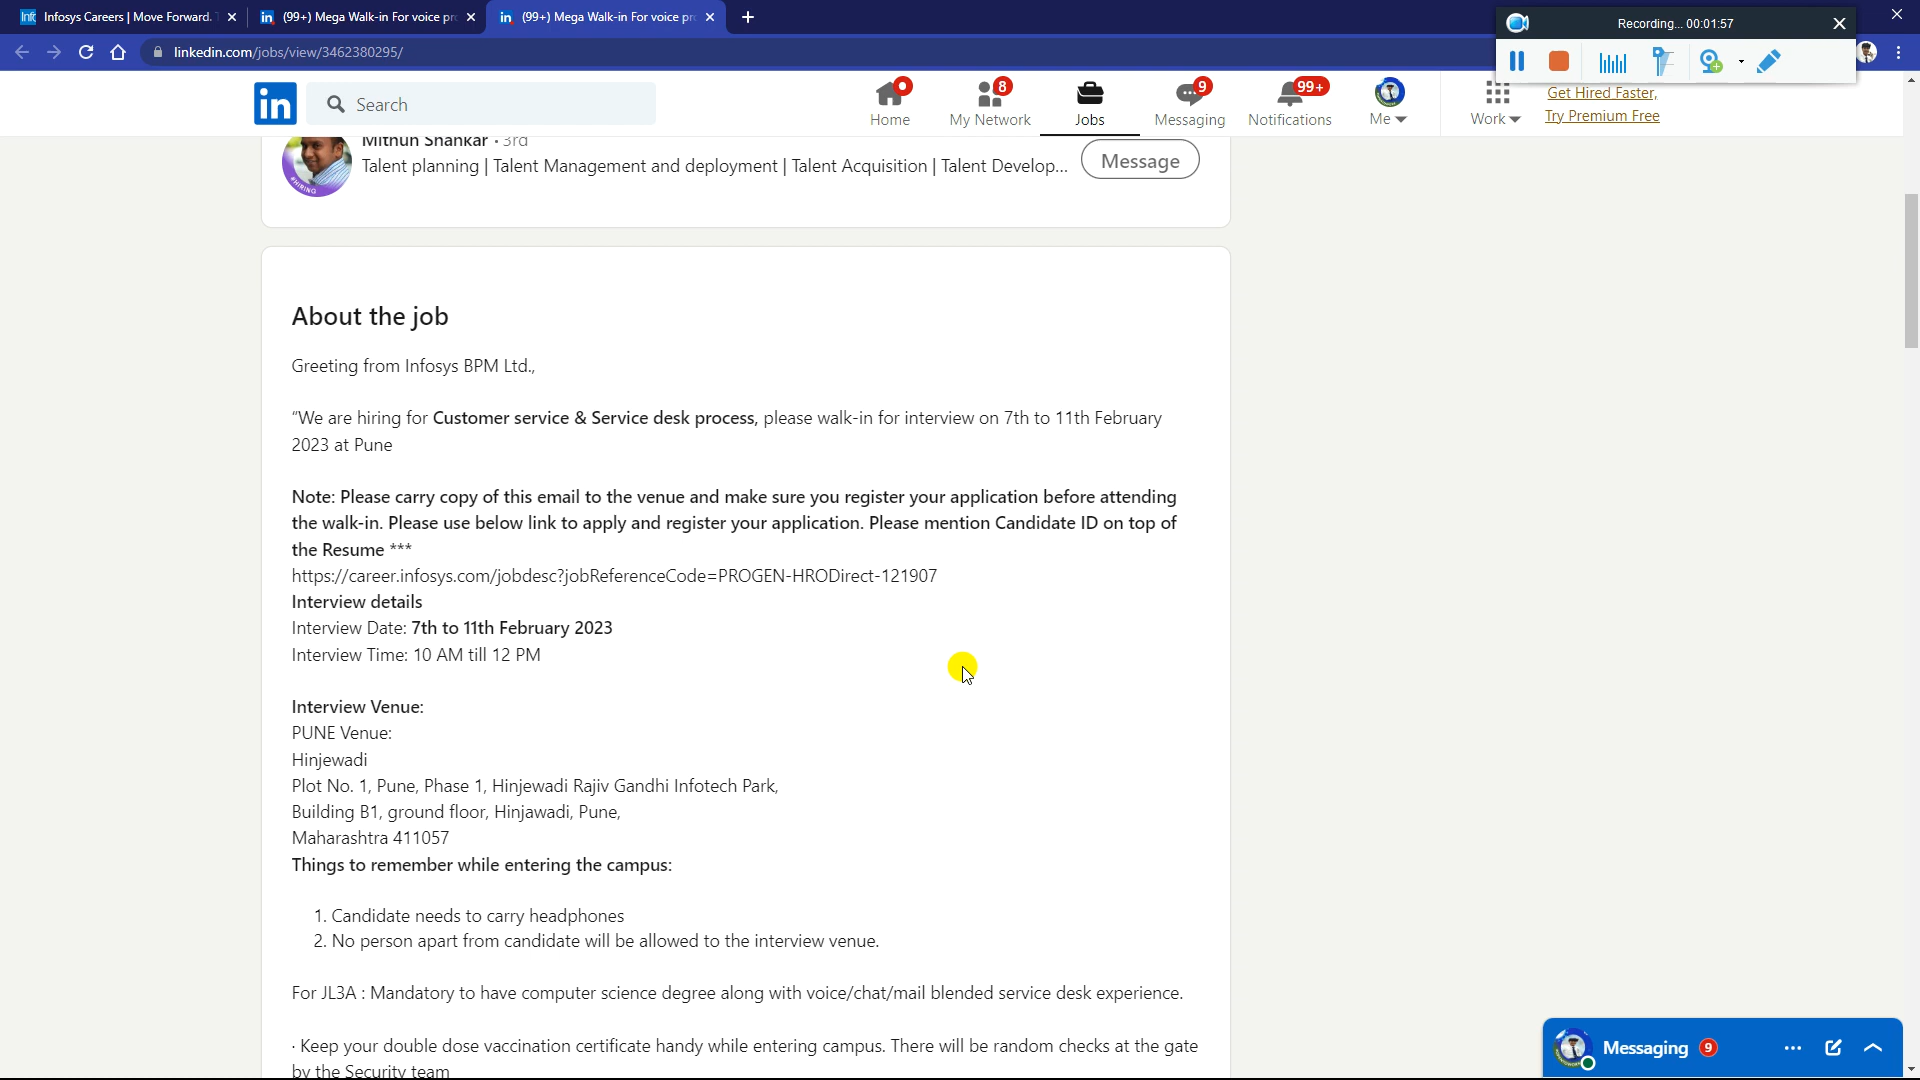 Infosys Careers | Move Forward.
(99+) Mega Walk-in For voice pr
(99+) Mega Walk-in For voice pr
Recording... 00:01:57
linkedin.com/jobs/view/3462380295/
in
Search
Home
8
My Network
Jobs
9
Messaging
99+
Notifications
Me
Work
Get Hired Faster,
Try Premium Free
Mithun Shankar · 3rd
Talent planning | Talent Management and deployment | Talent Acquisition | Talent Develop...
Message
#HIRING
About the job
Greeting from Infosys BPM Ltd.,
“We are hiring for Customer service & Service desk process, please walk-in for interview on 7th to 11th February
2023 at Pune
Note: Please carry copy of this email to the venue and make sure you register your application before attending
the walk-in. Please use below link to apply and register your application. Please mention Candidate ID on top of
the Resume ***
https://career.infosys.com/jobdesc?jobReferenceCode=PROGEN-HRODirect-121907
Interview details
Interview Date: 7th to 11th February 2023
Interview Time: 10 AM till 12 PM
Interview Venue:
PUNE Venue:
Hinjewadi
Plot No. 1, Pune, Phase 1, Hinjewadi Rajiv Gandhi Infotech Park,
Building B1, ground floor, Hinjawadi, Pune,
Maharashtra 411057
Things to remember while entering the campus:
1. Candidate needs to carry headphones
2. No person apart from candidate will be allowed to the interview venue.
For JL3A : Mandatory to have computer science degree along with voice/chat/mail blended service desk experience.
· Keep your double dose vaccination certificate handy while entering campus. There will be random checks at the gate
by the Security team
Messaging 9